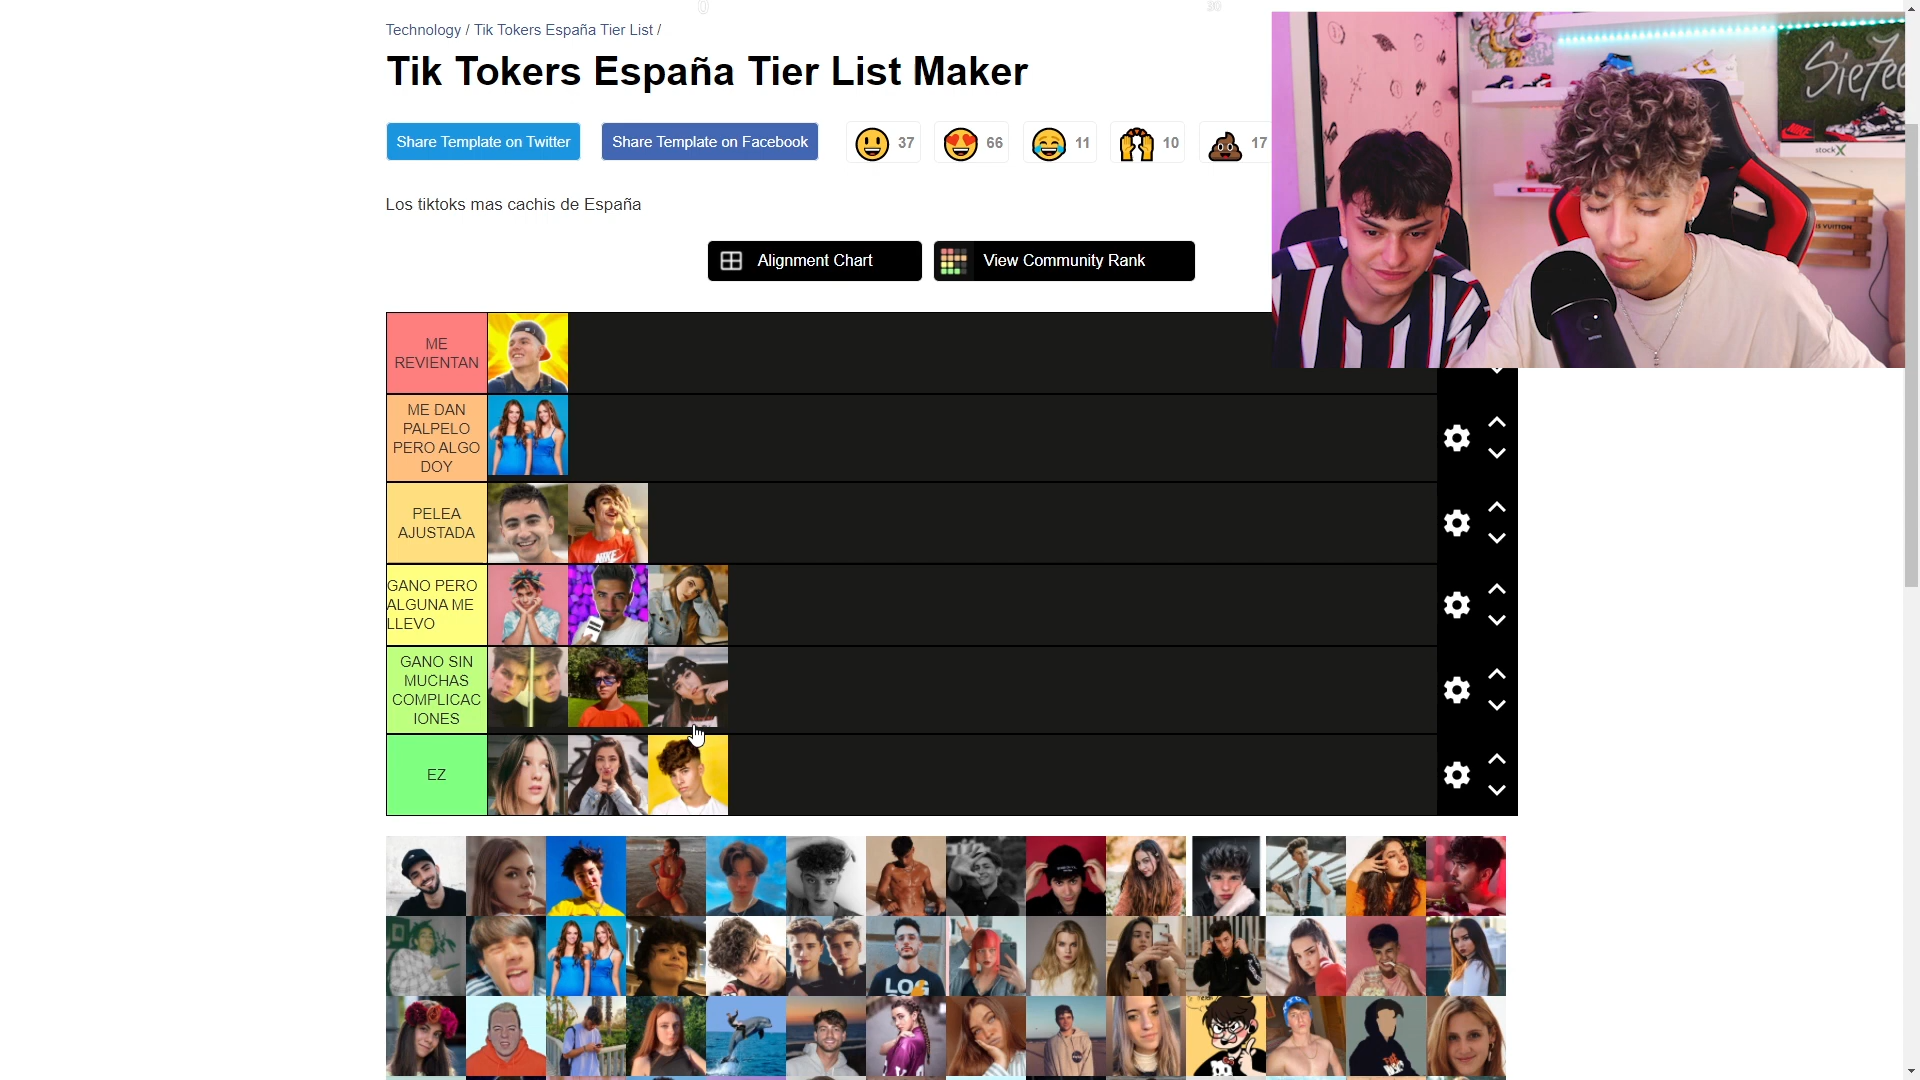 Technology / Tik Tokers España Tier List /
Tik Tokers España Tier List Maker
Share Template on Twitter
Share Template on Facebook
37
66
11
10
17
Los tiktoks mas cachis de España
Alignment Chart
View Community Rank
ME
REVIENTAN
ME DAN
PALPELO
PERO ALGO
DOY
PELEA
AJUSTADA
GANO PERO
ALGUNA ME
LLEVO
GANO SIN
MUCHAS
COMPLICAC
IONES
EZ
NIKE
LOG
stockX